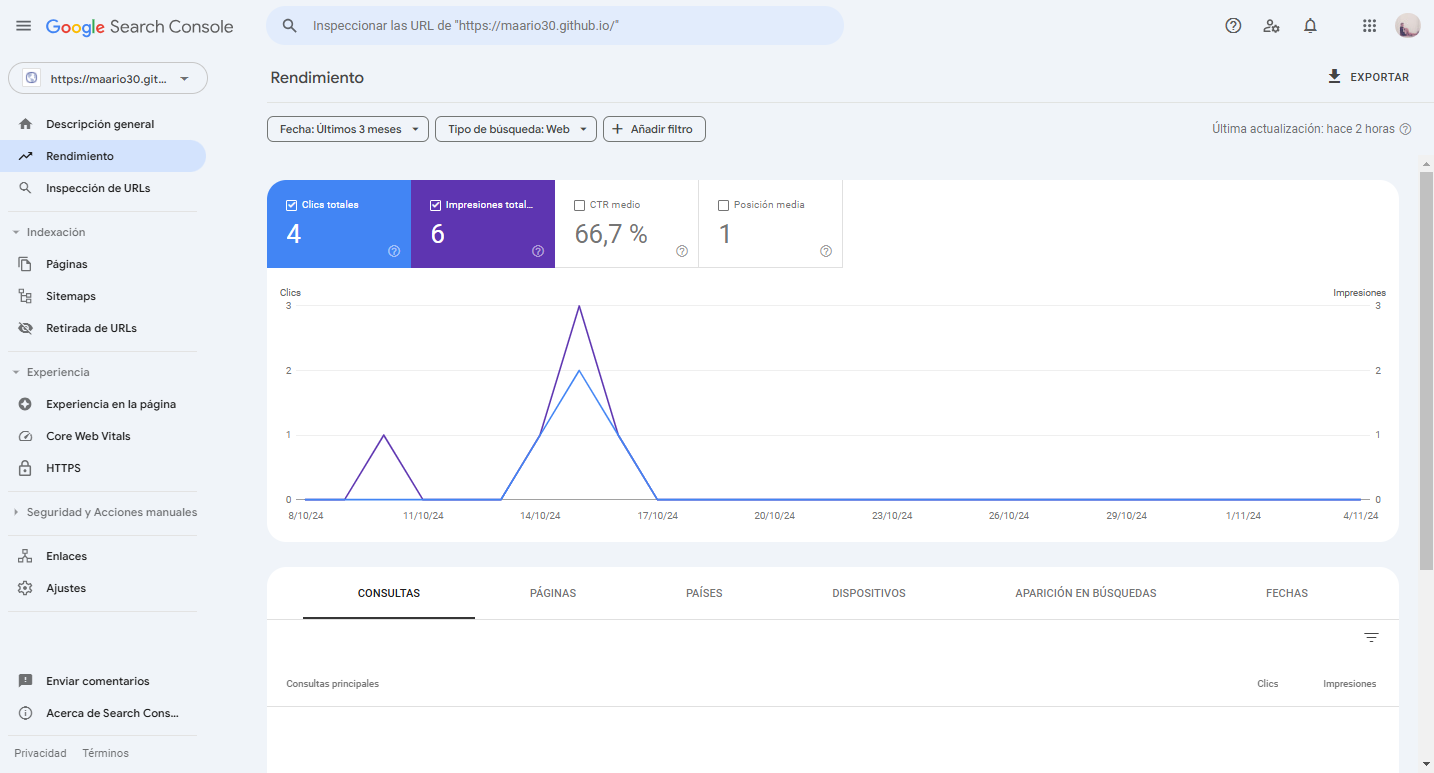 Google Search Console
Inspeccionar las URL de "https://maario30.github.io/"
https://maario30.git...
Rendimiento
EXPORTAR
Descripción general
Rendimiento
Inspección de URLs
Indexación
Páginas
Sitemaps
Retirada de URLs
Experiencia
Experiencia en la página
Core Web Vitals
HTTPS
Seguridad y Acciones manuales
Enlaces
Ajustes
Enviar comentarios
Acerca de Search Cons...
Privacidad Términos
Fecha: Últimos 3 meses
Tipo de búsqueda: Web
Añadir filtro
Última actualización: hace 2 horas
Clics totales
4
Impresiones total...
6
CTR medio
66,7 %
Posición media
1
Clics
Impresiones
3 3
2 2
1 1
0 0
8/10/24 11/10/24 14/10/24 17/10/24 20/10/24 23/10/24 26/10/24 29/10/24 1/11/24 4/11/24
CONSULTAS PÁGINAS PAÍSES DISPOSITIVOS APARICIÓN EN BÚSQUEDAS FECHAS
Consultas principales Clics Impresiones